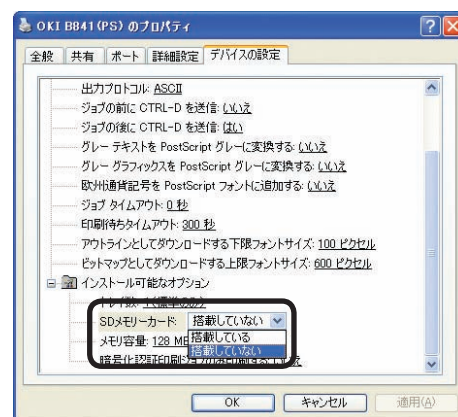 OKI B841(PS) のプロパティ
全般 共有 ポート 詳細設定 デバイスの設定
出力プロトコル: ASCII
ジョブの前に CTRL-D を送信: いいえ
ジョブの後に CTRL-D を送信: はい
グレー テキストを PostScript グレーに変換する: いいえ
グレー グラフィックスを PostScript グレーに変換する: いいえ
欧州通貨記号を PostScript フォントに追加する: いいえ
ジョブ タイムアウト: 0 秒
印刷待ちタイムアウト: 300 秒
アウトラインとしてダウンロードする下限フォントサイズ: 100 ピクセル
ビットマップとしてダウンロードする上限フォントサイズ: 600 ピクセル
インストール可能なオプション
トレイ数: 1(標準のみ)
SDメモリーカード: 搭載していない
搭載している
メモリ容量: 128 MB
搭載していない
OK キャンセル 適用(A)